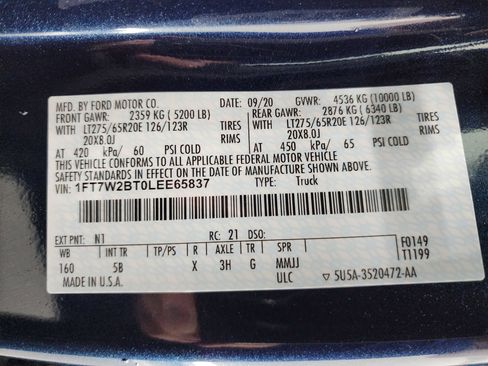 MFD. BY FORD MOTOR CO.
09/20 GVWR: 4536 KG (10000 LB)
FRONT GAWR: 2359 KG ( 5200 LB) REAR GAWR: 2876 KG ( 6340 LB)
WITH LT275/65R20E 126/123R TIRES WITH LT275/65R20E 126/123R TIRES
20X8.0J RIMS 20X8.0J RIMS
AT 420 kPa/ 60 PSI COLD AT 450 kPa/ 65 PSI COLD
THIS VEHICLE CONFORMS TO ALL APPLICABLE FEDERAL MOTOR VEHICLE
SAFETY STANDARDS IN EFFECT ON THE DATE OF MANUFACTURE SHOWN ABOVE.
VIN: 1FT7W2BT0LEE65837 TYPE: Truck
EXT PNT: N1 RC: 21 DSO:
WB INT TR TP/PS R AXLE TR SPR F0149
160 5B X 3H G MMJJ T1199
MADE IN U.S.A. ULC ▽ 5U5A-3520472-AA